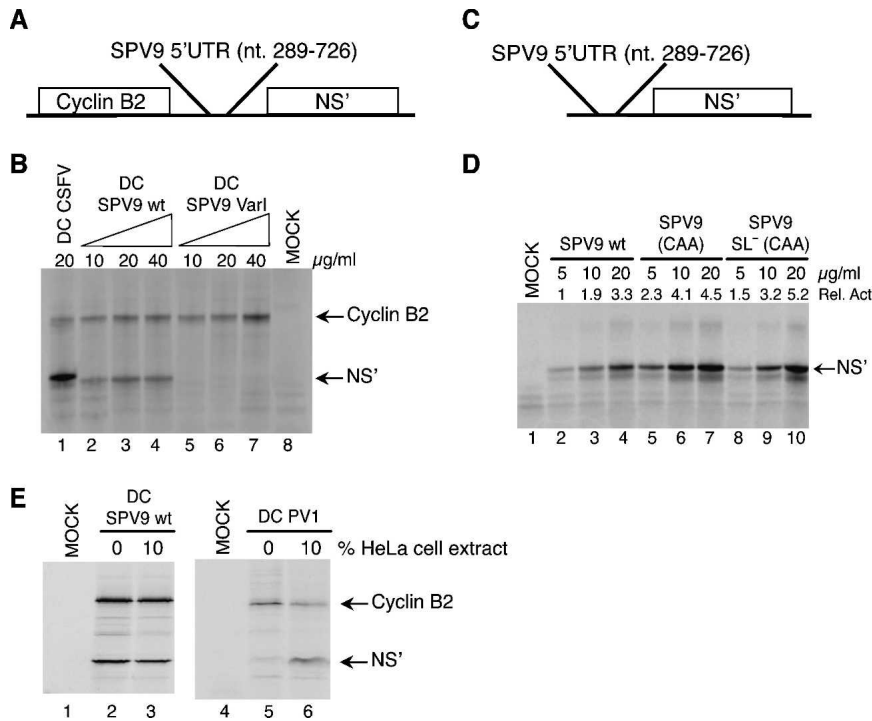 A
SPV9 5'UTR (nt. 289-726)
Cyclin B2
NS'
C
SPV9 5'UTR (nt. 289-726)
NS'
B
DC CSFV
DC
SPV9 wt
DC
SPV9 VarI
MOCK
20 10 20 40 10 20 40 µg/ml
Cyclin B2
NS'
1 2 3 4 5 6 7 8
D
MOCK
SPV9 wt
SPV9
(CAA)
SPV9
SL⁻ (CAA)
5 10 20 5 10 20 5 10 20 µg/ml
1 1.9 3.3 2.3 4.1 4.5 1.5 3.2 5.2 Rel. Act
NS'
1 2 3 4 5 6 7 8 9 10
E
MOCK
DC
SPV9 wt
0 10
MOCK
DC PV1
0 10 % HeLa cell extract
Cyclin B2
NS'
1 2 3 4 5 6